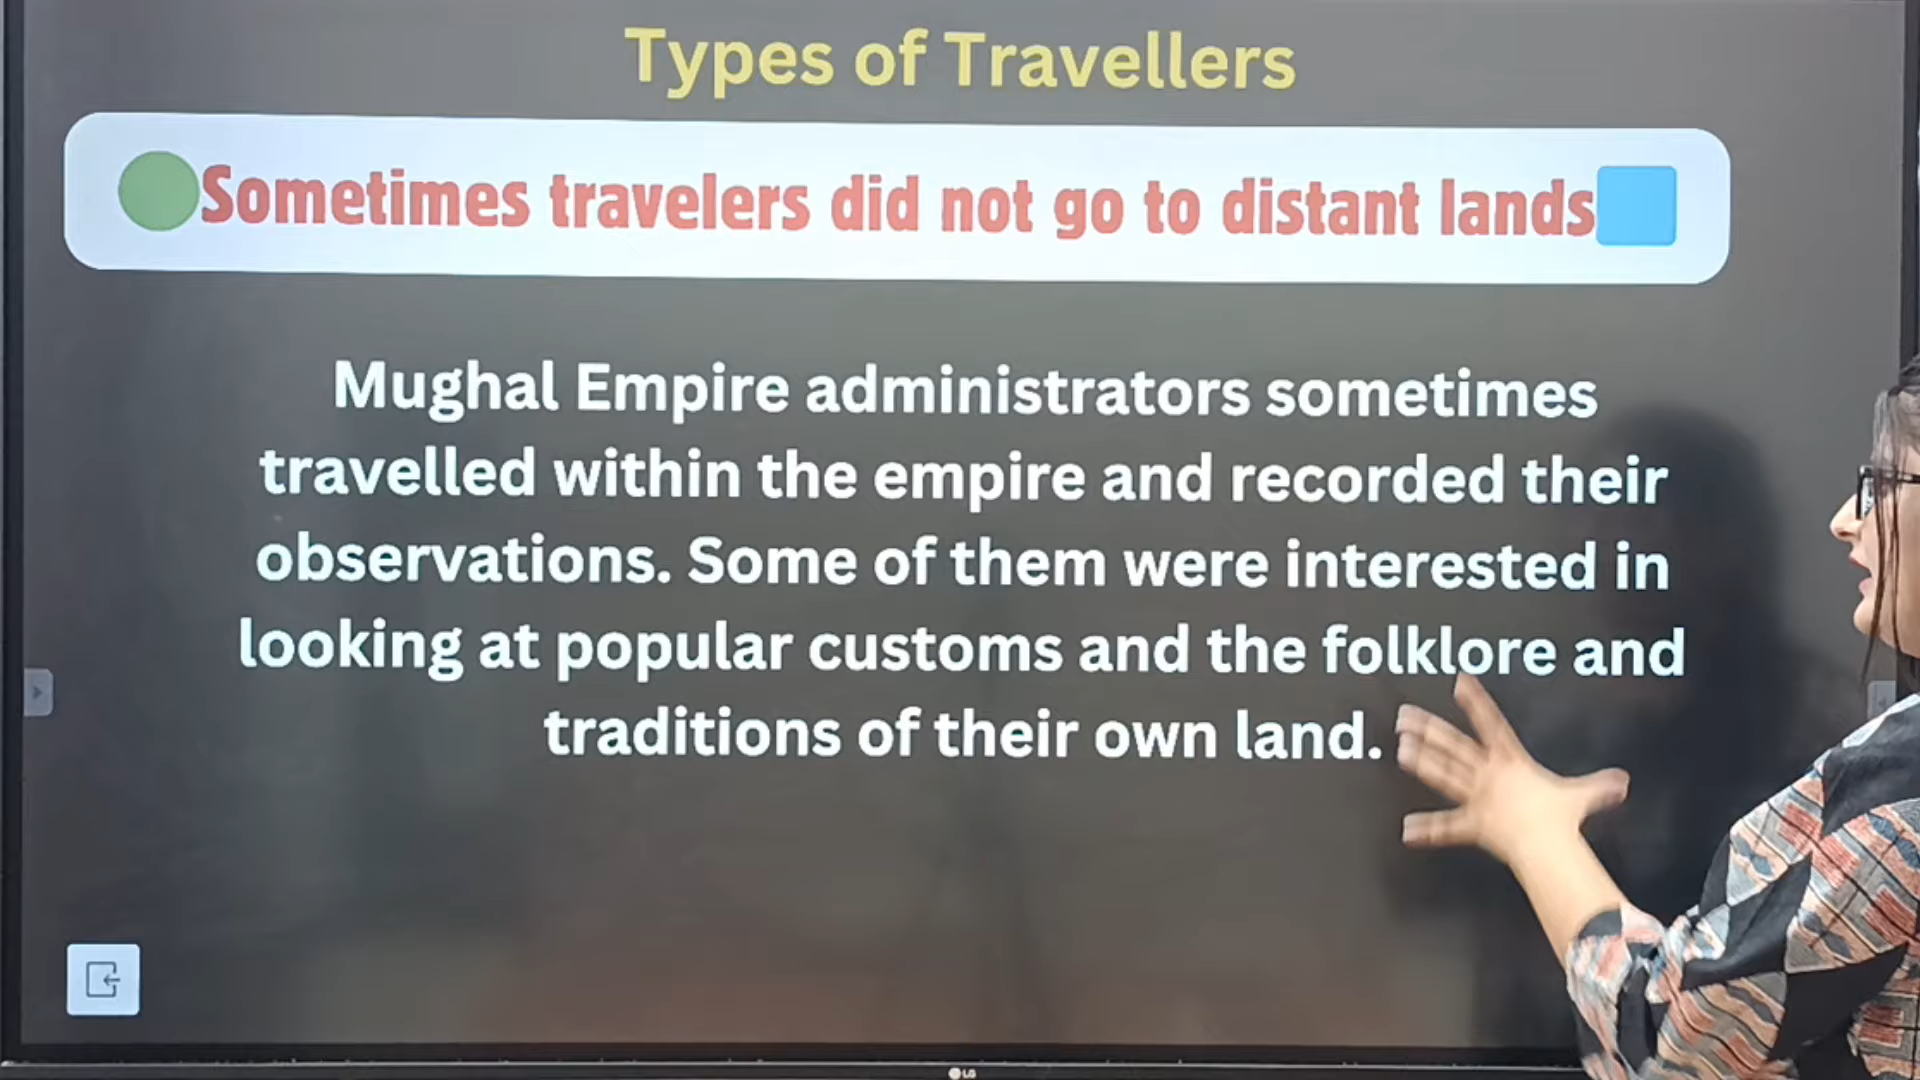 Types of Travellers
Sometimes travelers did not go to distant lands
Mughal Empire administrators sometimes
travelled within the empire and recorded their
observations. Some of them were interested in
looking at popular customs and the folklore and
traditions of their own land.
LG